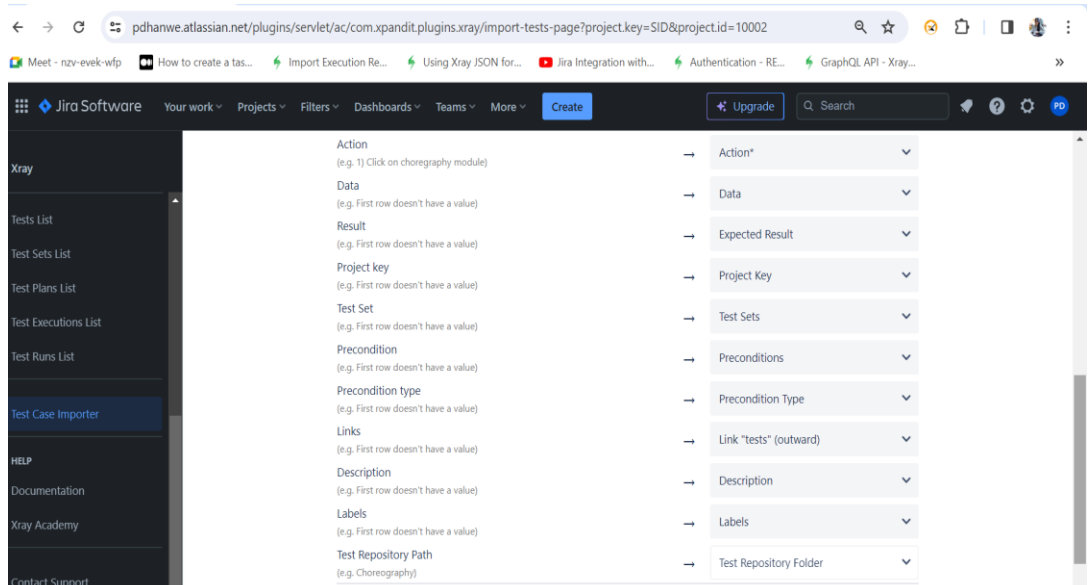 pdhanwe.atlassian.net/plugins/servlet/ac/com.xpandit.plugins.xray/import-tests-page?project.key=SID&project.id=10002
Meet - nzv-evek-wfp How to create a tas... Import Execution Re... Using Xray JSON for... Jira Integration with... Authentication - RE... GraphQL API - Xray... »
Jira Software Your work Projects Filters Dashboards Teams More Create Upgrade Search PD
Xray
Tests List
Test Sets List
Test Plans List
Test Executions List
Test Runs List
Test Case Importer
HELP
Documentation
Xray Academy
Contact Support
Action
(e.g. 1) Click on choregraphy module)
→ Action*
Data
(e.g. First row doesn't have a value)
→ Data
Result
(e.g. First row doesn't have a value)
→ Expected Result
Project key
(e.g. First row doesn't have a value)
→ Project Key
Test Set
(e.g. First row doesn't have a value)
→ Test Sets
Precondition
(e.g. First row doesn't have a value)
→ Preconditions
Precondition type
(e.g. First row doesn't have a value)
→ Precondition Type
Links
(e.g. First row doesn't have a value)
→ Link "tests" (outward)
Description
(e.g. First row doesn't have a value)
→ Description
Labels
(e.g. First row doesn't have a value)
→ Labels
Test Repository Path
(e.g. Choreography)
→ Test Repository Folder